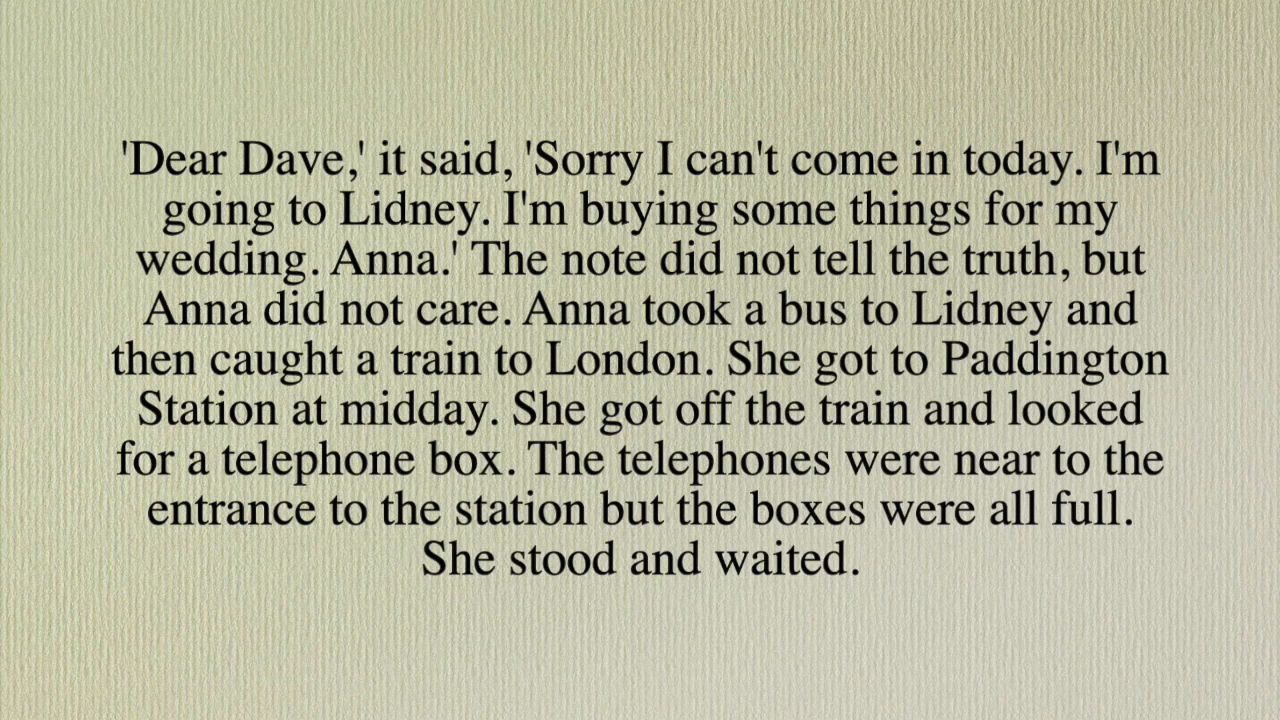 'Dear Dave,' it said, 'Sorry I can't come in today. I'm
going to Lidney. I'm buying some things for my
wedding. Anna.' The note did not tell the truth, but
Anna did not care. Anna took a bus to Lidney and
then caught a train to London. She got to Paddington
Station at midday. She got off the train and looked
for a telephone box. The telephones were near to the
entrance to the station but the boxes were all full.
She stood and waited.